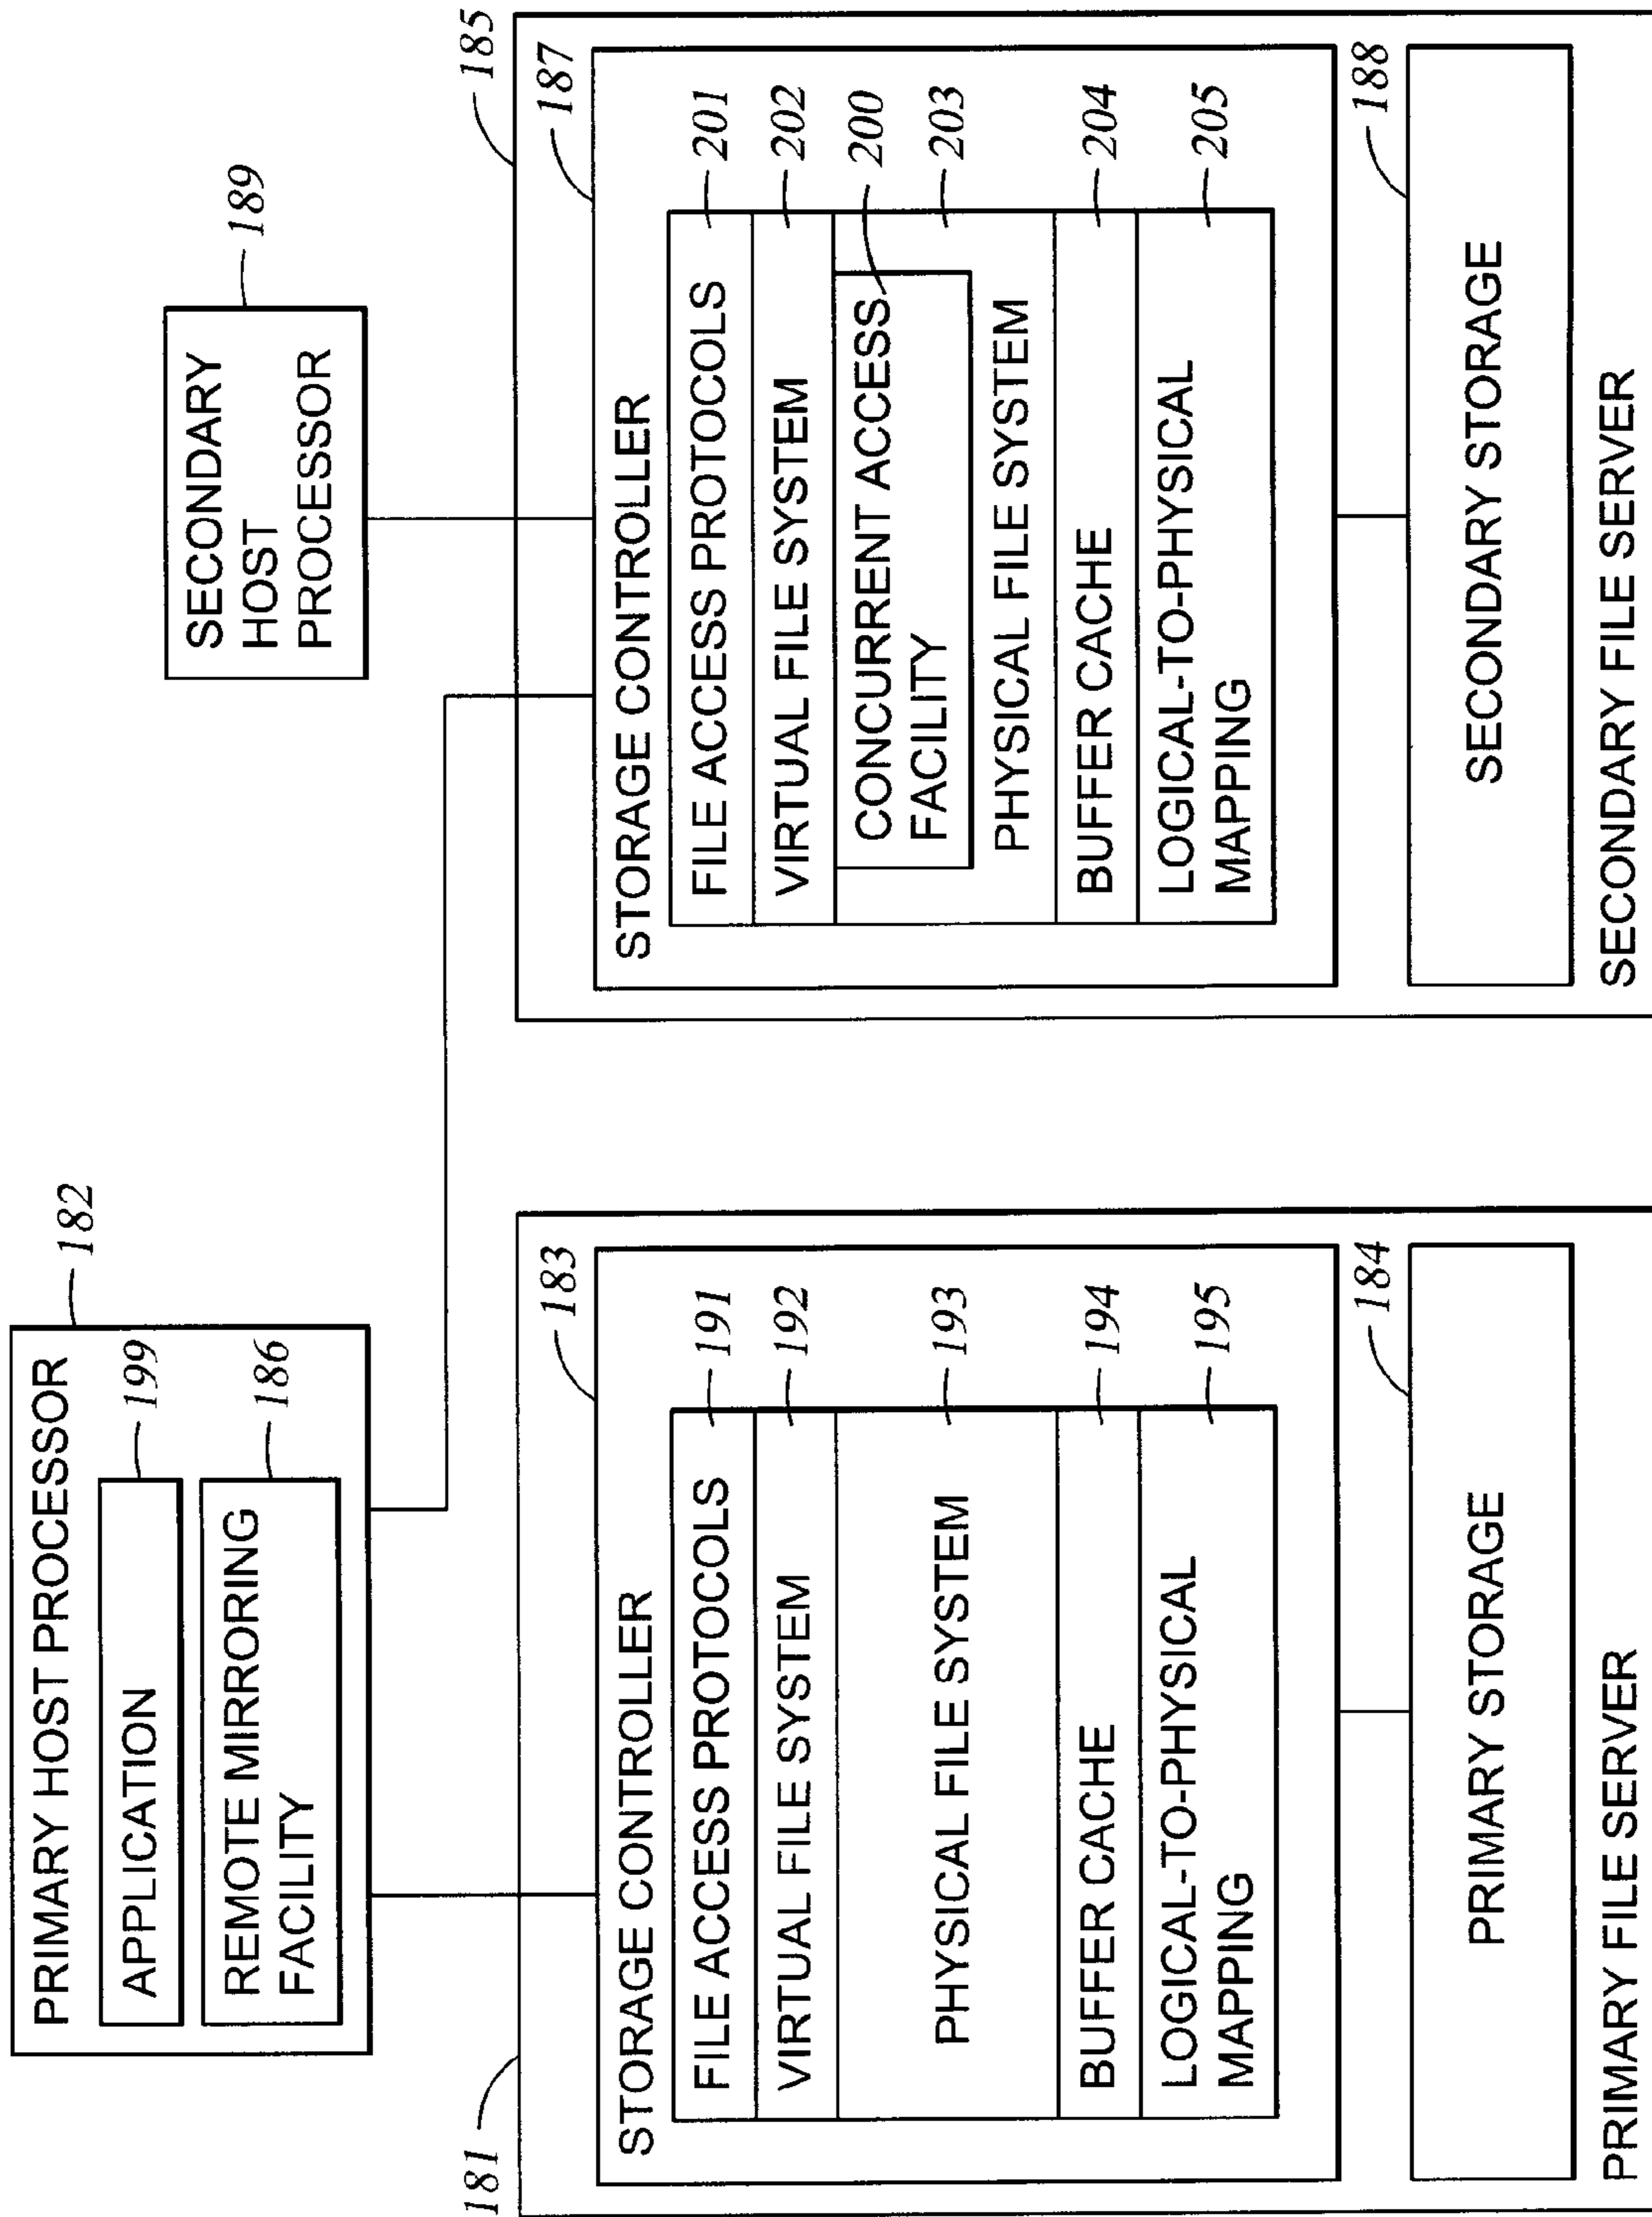 PRIMARY HOST PROCESSOR
182
APPLICATION
199
REMOTE MIRRORING
FACILITY
186
181
STORAGE CONTROLLER
183
FILE ACCESS PROTOCOLS
191
VIRTUAL FILE SYSTEM
192
PHYSICAL FILE SYSTEM
193
BUFFER CACHE
194
LOGICAL-TO-PHYSICAL
MAPPING
195
184
PRIMARY STORAGE
PRIMARY FILE SERVER
SECONDARY
HOST
PROCESSOR
189
185
STORAGE CONTROLLER
187
FILE ACCESS PROTOCOLS
201
VIRTUAL FILE SYSTEM
202
CONCURRENT ACCESS
FACILITY
200
PHYSICAL FILE SYSTEM
203
BUFFER CACHE
204
LOGICAL-TO-PHYSICAL
MAPPING
205
188
SECONDARY STORAGE
SECONDARY FILE SERVER